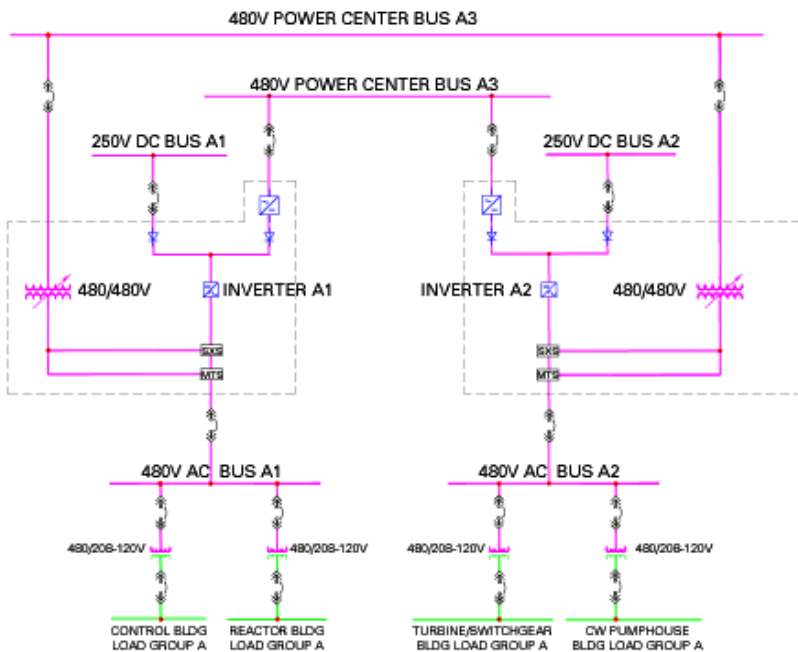 480V POWER CENTER BUS A3
480V POWER CENTER BUS A3
250V DC BUS A1
250V DC BUS A2
480/480V
INVERTER A1
INVERTER A2
480/480V
SXS
SXS
MTS
MTS
480V AC BUS A1
480V AC BUS A2
480/208-120V
480/208-120V
480/208-120V
480/208-120V
CONTROL BLDG
LOAD GROUP A
REACTOR BLDG
LOAD GROUP A
TURBINE/SWITCHGEAR
BLDG LOAD GROUP A
CW PUMPHOUSE
BLDG LOAD GROUP A